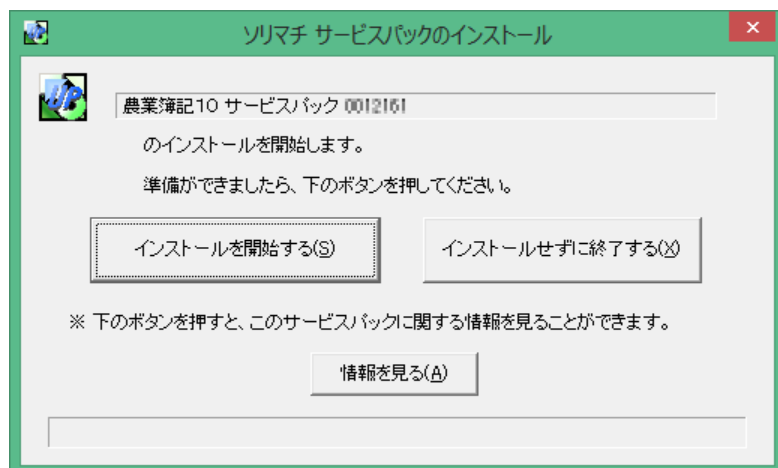 ソリマチ サービスパックのインストール
UP
農業簿記10 サービスパック
のインストールを開始します。
準備ができましたら、下のボタンを押してください。
インストールを開始する(S)
インストールせずに終了する(X)
※ 下のボタンを押すと、このサービスパックに関する情報を見ることができます。
情報を見る(A)